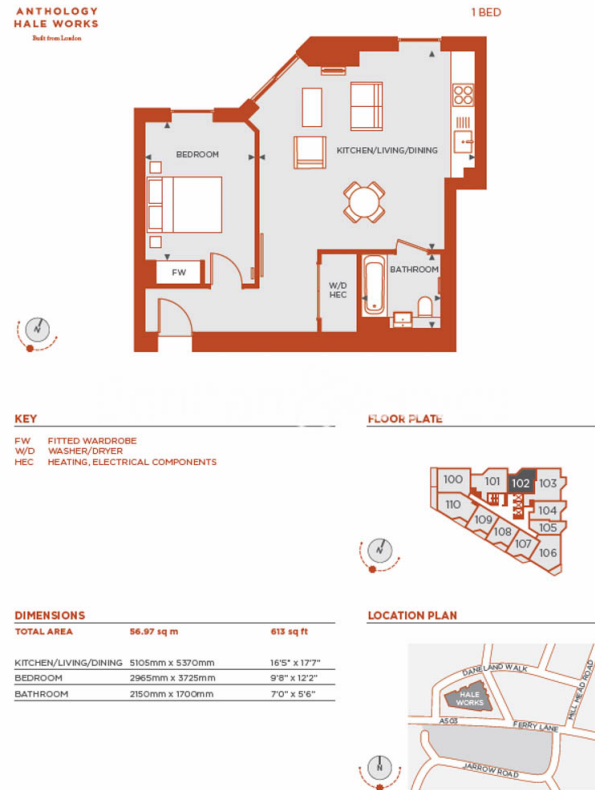 ANTHOLOGY
HALE WORKS
Built from London
1 BED
BEDROOM
KITCHEN/LIVING/DINING
FW
W/D
HEC
BATHROOM
N
KEY
FW FITTED WARDROBE
W/D WASHER/DRYER
HEC HEATING, ELECTRICAL COMPONENTS
FLOOR PLATE
100
101
102
103
104
105
106
107
108
109
110
N
DIMENSIONS
TOTAL AREA 56.97 sq m 613 sq ft
KITCHEN/LIVING/DINING 5105mm x 5370mm 16'5" x 17'7"
BEDROOM 2965mm x 3725mm 9'8" x 12'2"
BATHROOM 2150mm x 1700mm 7'0" x 5'6"
LOCATION PLAN
DANELAND WALK
MILL MEAD ROAD
HALE
WORKS
A503
FERRY LANE
JARROW ROAD
N